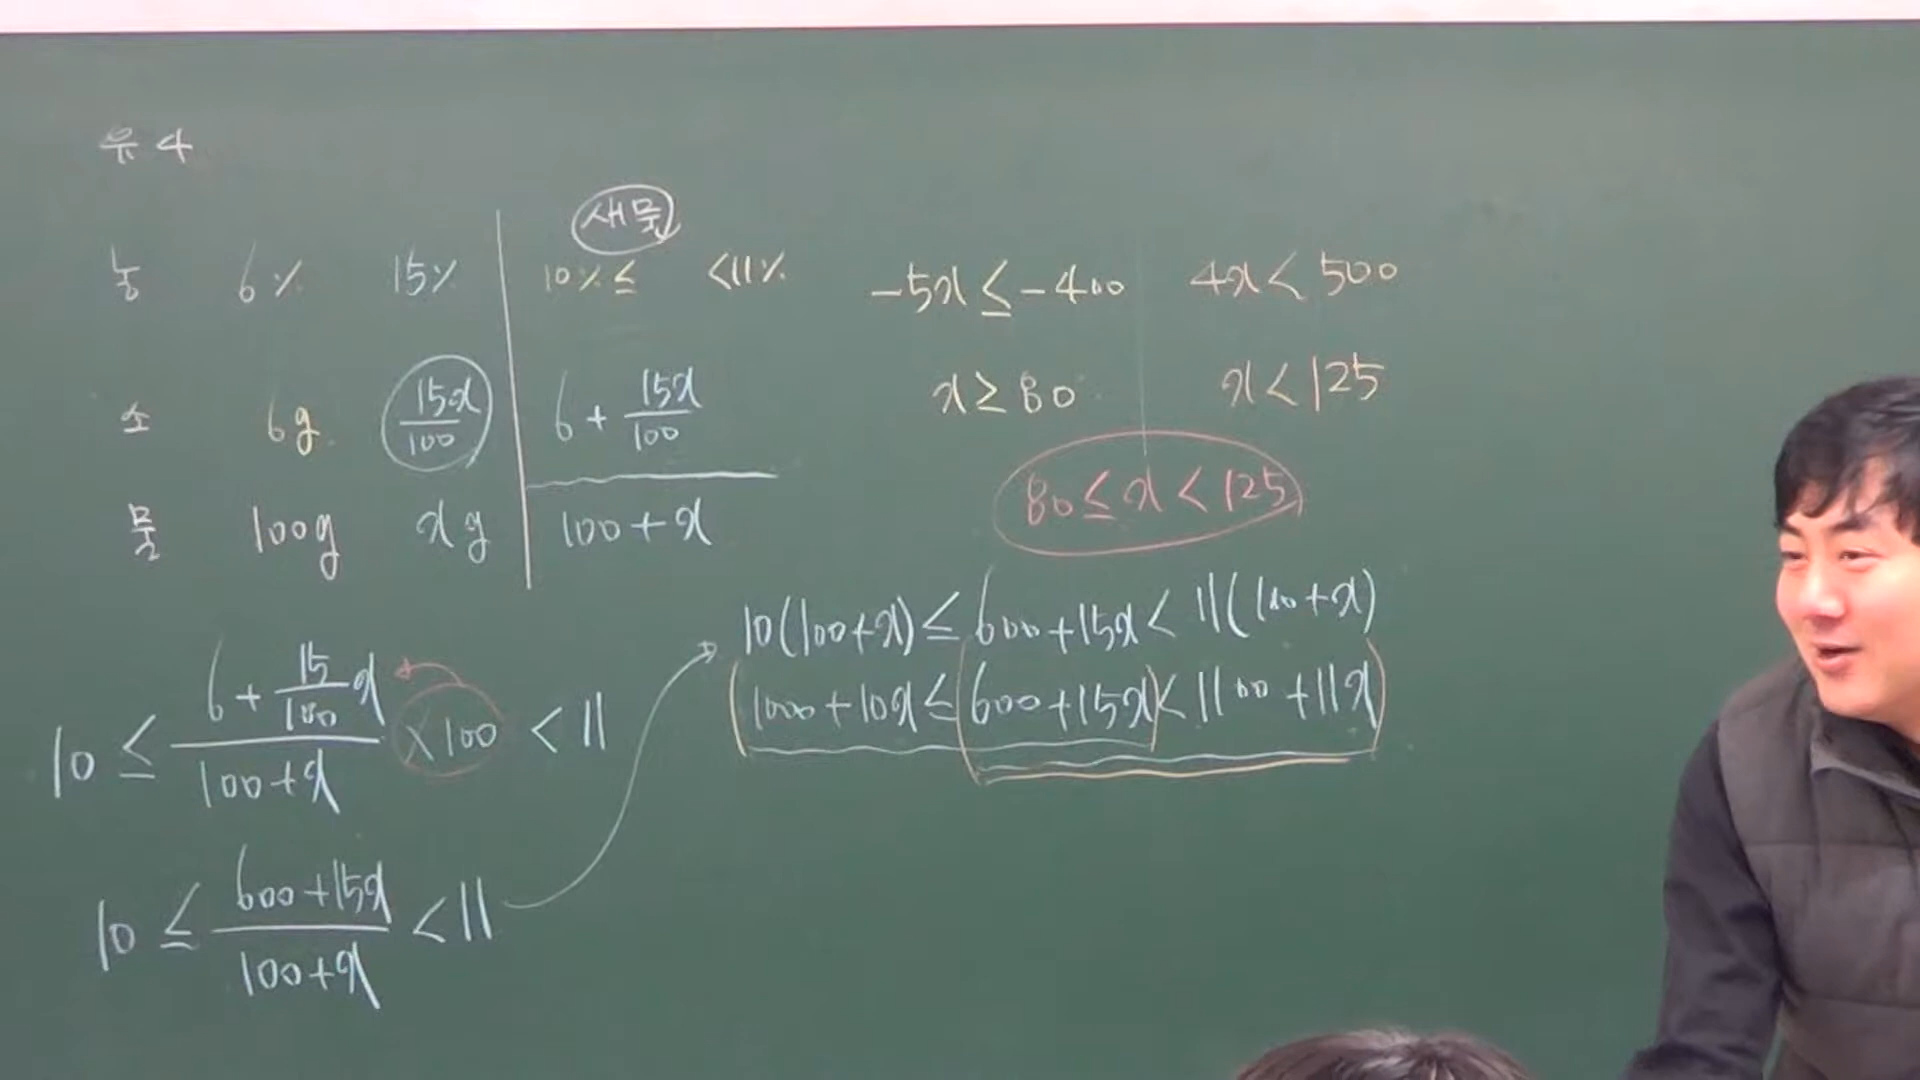 유 4
새물
농 6% 15% 10%≤ <11%
소 6g 15x/100 6 + 15x/100
물 100g xg 100+x
10 ≤ (6 + 15/100 x)/(100+x) ×100 < 11
10 ≤ (600+15x)/(100+x) < 11
-5x ≤ -400 4x < 500
x ≥ 80 x < 125
80 ≤ x < 125
10(100+x) ≤ 600+15x < 11(100+x)
1000+10x ≤ 600+15x < 1100+11x